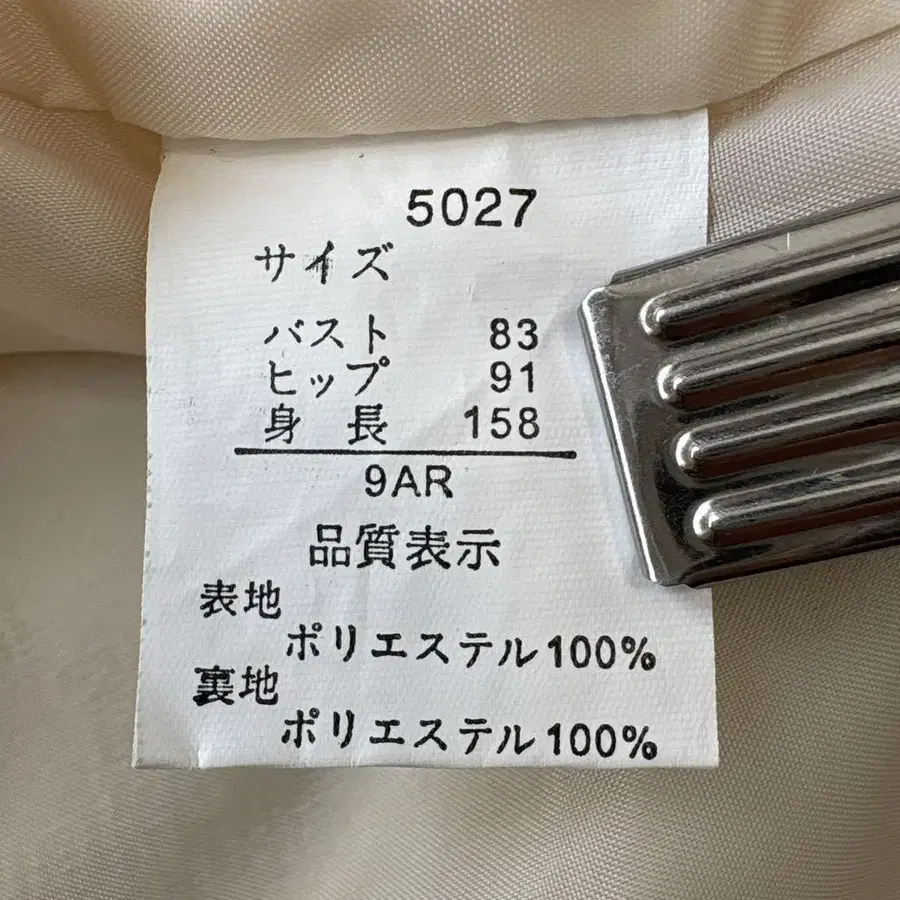 5027
サイズ
バスト 83
ヒップ 91
身長 158
9AR
品質表示
表地
ポリエステル100%
裏地
ポリエステル100%